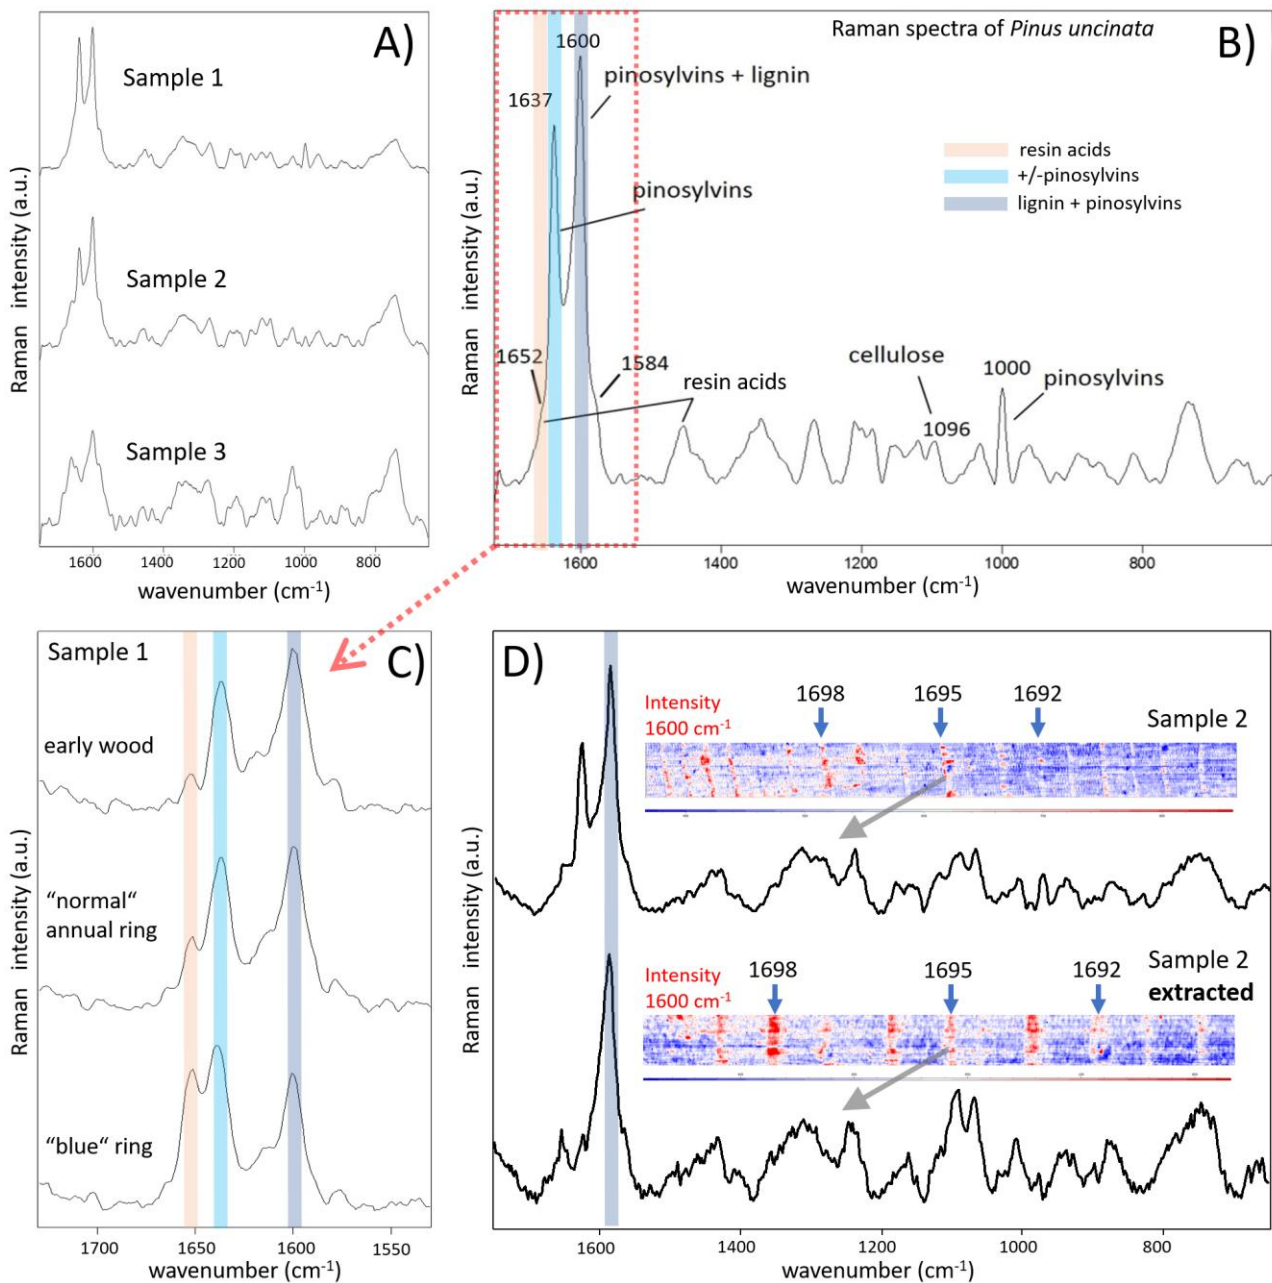 A)
Sample 1
Sample 2
Sample 3
Raman intensity (a.u.)
1600
1400
1200
1000
800
wavenumber (cm-1)
B)
Raman spectra of Pinus uncinata
1600
pinosylvins + lignin
1637
resin acids
+/-pinosylvins
lignin + pinosylvins
pinosylvins
1652
1584
resin acids
cellulose
1096
1000
pinosylvins
Raman intensity (a.u.)
1600
1400
1200
1000
800
wavenumber (cm-1)
C)
Sample 1
early wood
"normal“
annual ring
"blue“ ring
Raman intensity (a.u.)
1700
1650
1600
1550
wavenumber (cm-1)
D)
Intensity
1600 cm-1
1698
1695
1692
Sample 2
Intensity
1600 cm-1
1698
1695
1692
Sample 2
extracted
Raman intensity (a.u.)
1600
1400
1200
1000
800
wavenumber (cm-1)